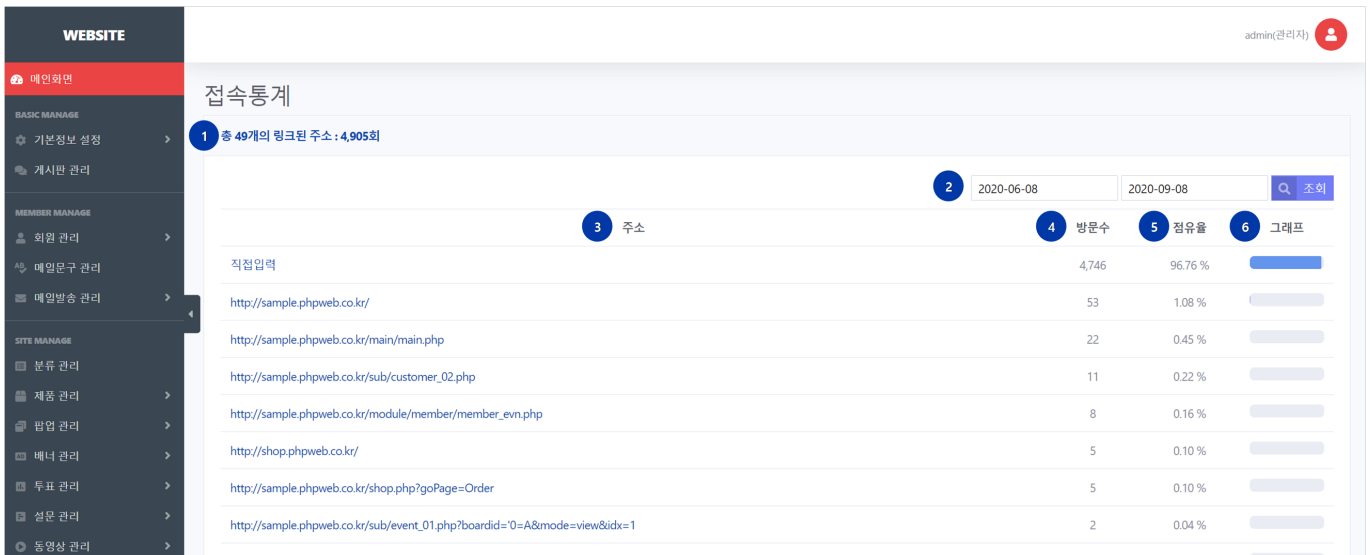 WEBSITE
admin(관리자)
메인화면
BASIC MANAGE
기본정보 설정
게시판 관리
MEMBER MANAGE
회원 관리
메일문구 관리
메일발송 관리
SITE MANAGE
분류 관리
제품 관리
팝업 관리
배너 관리
투표 관리
설문 관리
동영상 관리
접속통계
1 총 49개의 링크된 주소 : 4,905회
2 2020-06-08 2020-09-08 조회
3 주소 4 방문수 5 점유율 6 그래프
직접입력 4,746 96.76 %
http://sample.phpweb.co.kr/ 53 1.08 %
http://sample.phpweb.co.kr/main/main.php 22 0.45 %
http://sample.phpweb.co.kr/sub/customer_02.php 11 0.22 %
http://sample.phpweb.co.kr/module/member/member_evn.php 8 0.16 %
http://shop.phpweb.co.kr/ 5 0.10 %
http://sample.phpweb.co.kr/shop.php?goPage=Order 5 0.10 %
http://sample.phpweb.co.kr/sub/event_01.php?boardid='0=A&mode=view&idx=1 2 0.04 %